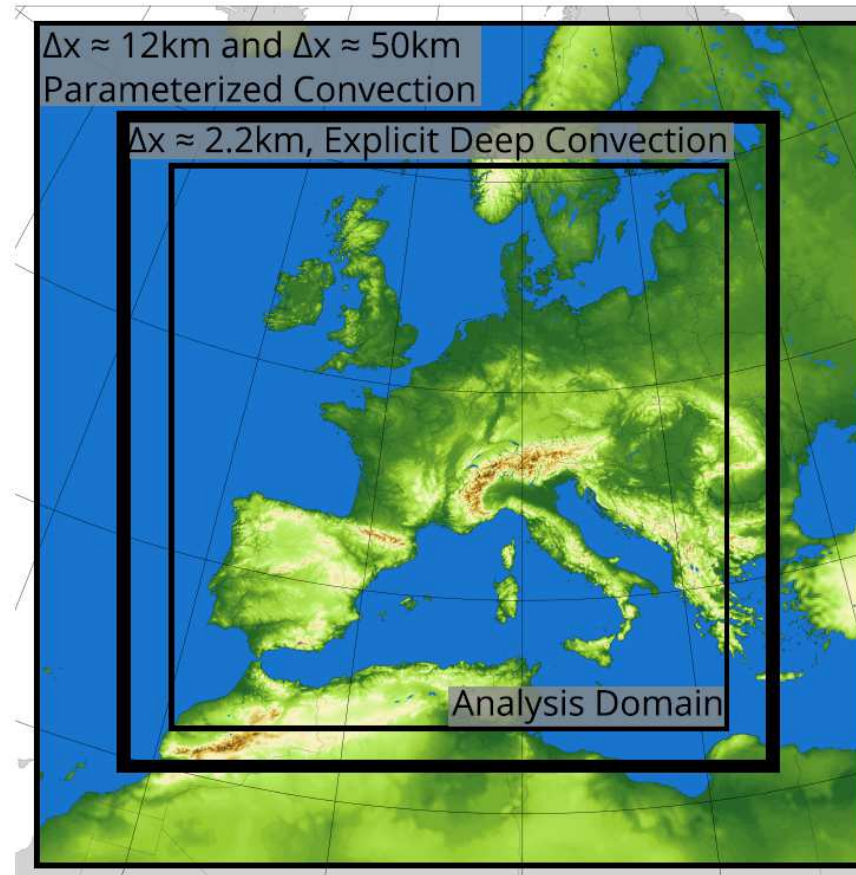 Δx ≈ 12km and Δx ≈ 50km
Parameterized Convection
Δx ≈ 2.2km, Explicit Deep Convection
Analysis Domain